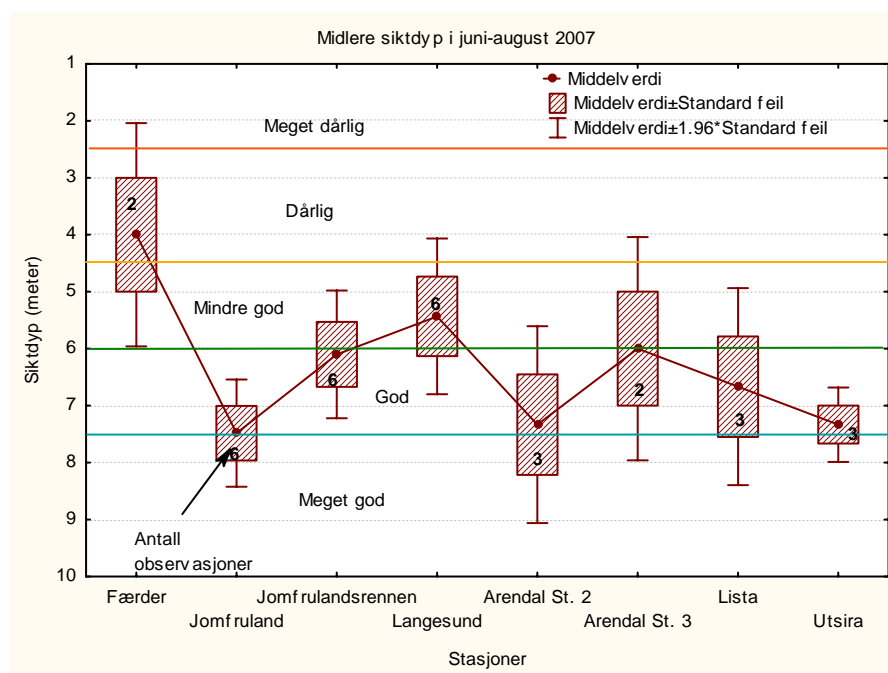 Midlere siktdyp i juni-august 2007
Middelverdi
Middelverdi±Standard feil
Middelverdi±1.96*Standard feil
Siktdyp (meter)
1
2
3
4
5
6
7
8
9
10
Meget dårlig
Dårlig
Mindre god
God
Meget god
2
6
6
6
3
2
3
3
Antall
observasjoner
Færder
Jomfruland
Jomfrulandsrennen
Langesund
Arendal St. 2
Arendal St. 3
Lista
Utsira
Stasjoner